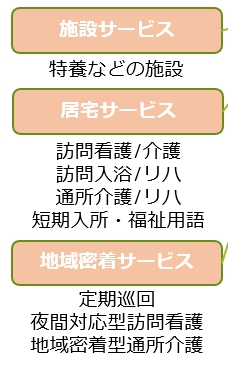 施設サービス
特養などの施設
居宅サービス
訪問看護/介護
訪問入浴/リハ
通所介護/リハ
短期入所・福祉用語
地域密着サービス
定期巡回
夜間対応型訪問看護
地域密着型通所介護